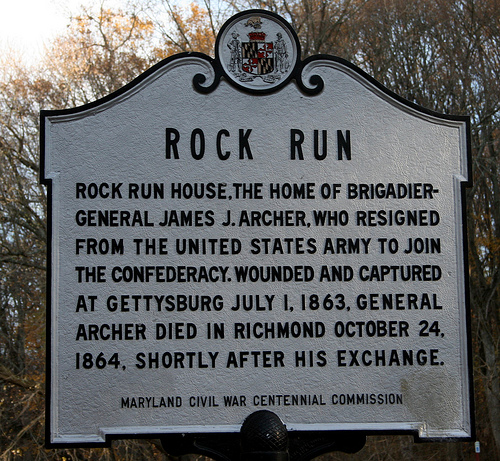 ROCK RUN
ROCK RUN HOUSE, THE HOME OF BRIGADIER-
GENERAL JAMES J. ARCHER, WHO RESIGNED
FROM THE UNITED STATES ARMY TO JOIN
THE CONFEDERACY. WOUNDED AND CAPTURED
AT GETTYSBURG JULY 1, 1863, GENERAL
ARCHER DIED IN RICHMOND OCTOBER 24,
1864, SHORTLY AFTER HIS EXCHANGE.
MARYLAND CIVIL WAR CENTENNIAL COMMISSION